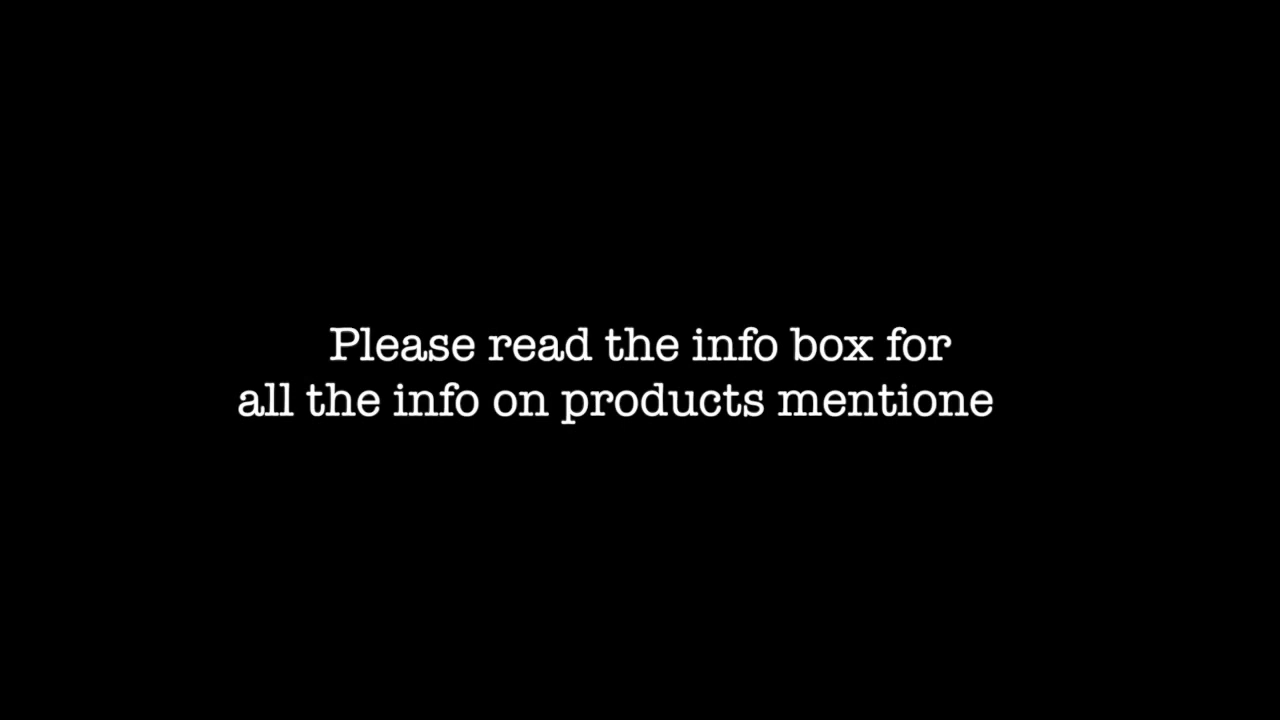 Please read the info box for
all the info on products mentione